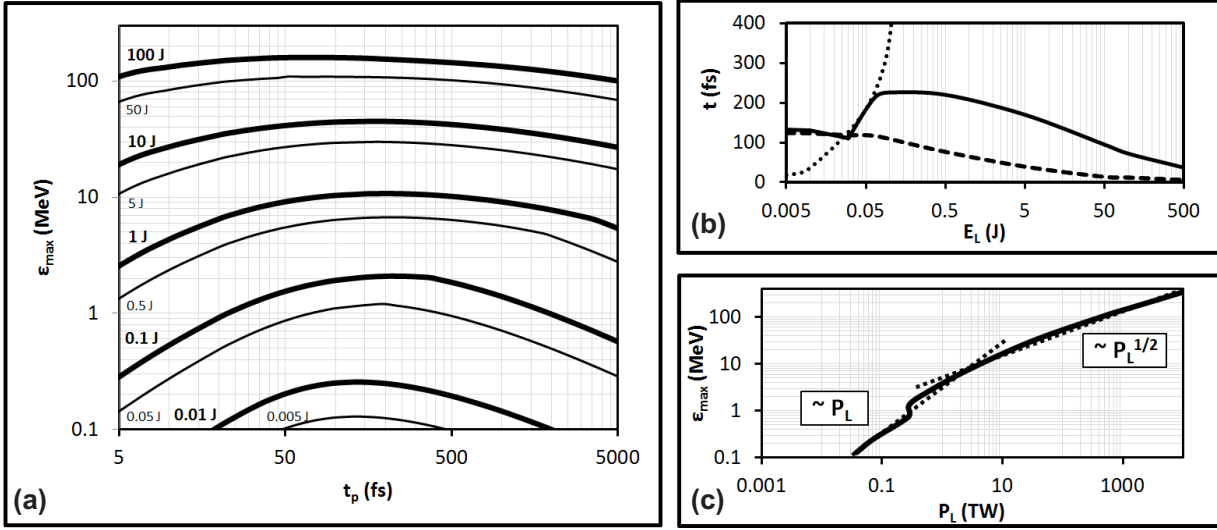 100 J
100
50 J
10 J
10
5 J
1 J
1
0.5 J
0.1 J
0.05 J
0.01 J
0.005 J
0.1
5
50
500
5000
ε_max (MeV)
t_p (fs)
(a)
400
300
200
100
0
t (fs)
0.005
0.05
0.5
5
50
500
E_L (J)
(b)
100
10
1
0.1
ε_max (MeV)
~ P_L^1/2
~ P_L
0.001
0.1
10
1000
P_L (TW)
(c)